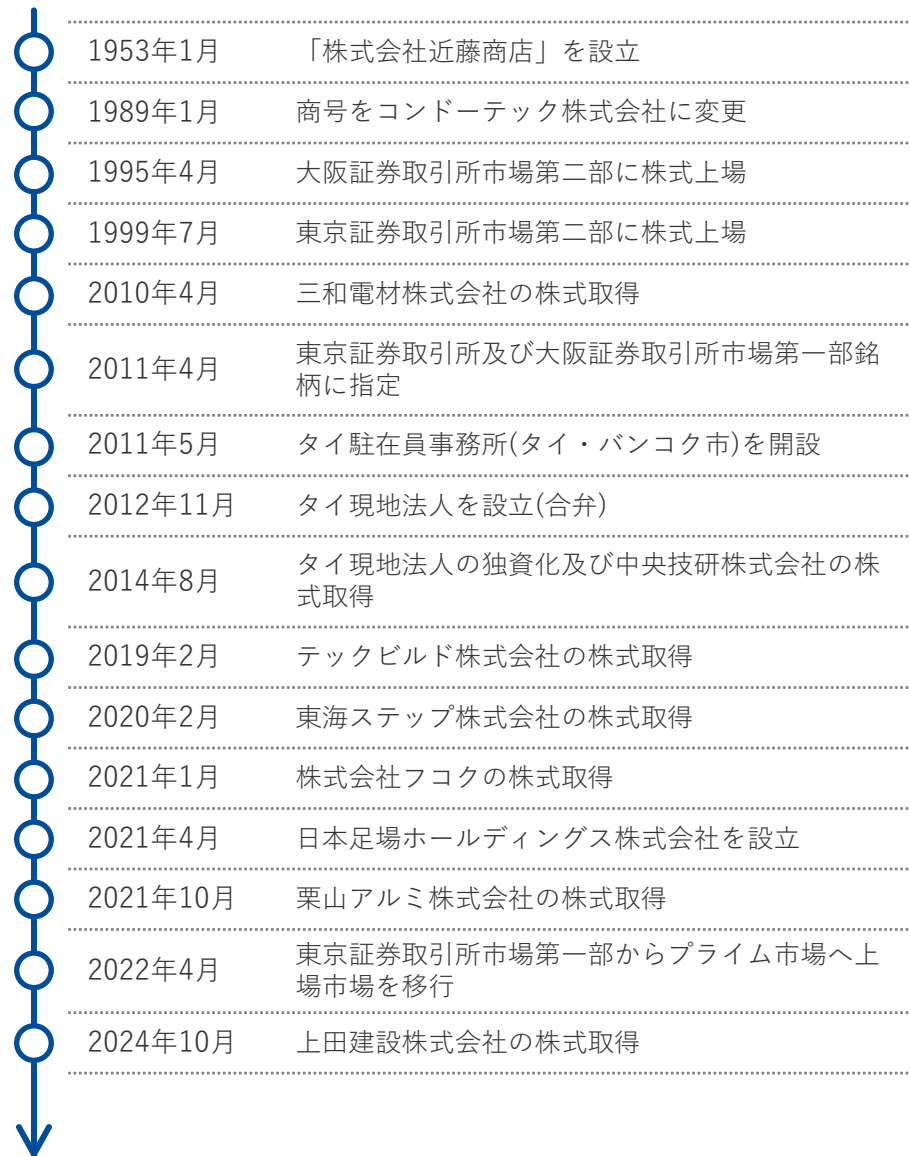 1953年1月 「株式会社近藤商店」を設立
1989年1月 商号をコンドーテック株式会社に変更
1995年4月 大阪証券取引所市場第二部に株式上場
1999年7月 東京証券取引所市場第二部に株式上場
2010年4月 三和電材株式会社の株式取得
2011年4月 東京証券取引所及び大阪証券取引所市場第一部銘
柄に指定
2011年5月 タイ駐在員事務所(タイ・バンコク市)を開設
2012年11月 タイ現地法人を設立(合弁)
2014年8月 タイ現地法人の独資化及び中央技研株式会社の株
式取得
2019年2月 テックビルド株式会社の株式取得
2020年2月 東海ステップ株式会社の株式取得
2021年1月 株式会社フコクの株式取得
2021年4月 日本足場ホールディングス株式会社を設立
2021年10月 栗山アルミ株式会社の株式取得
2022年4月 東京証券取引所市場第一部からプライム市場へ上
場市場を移行
2024年10月 上田建設株式会社の株式取得